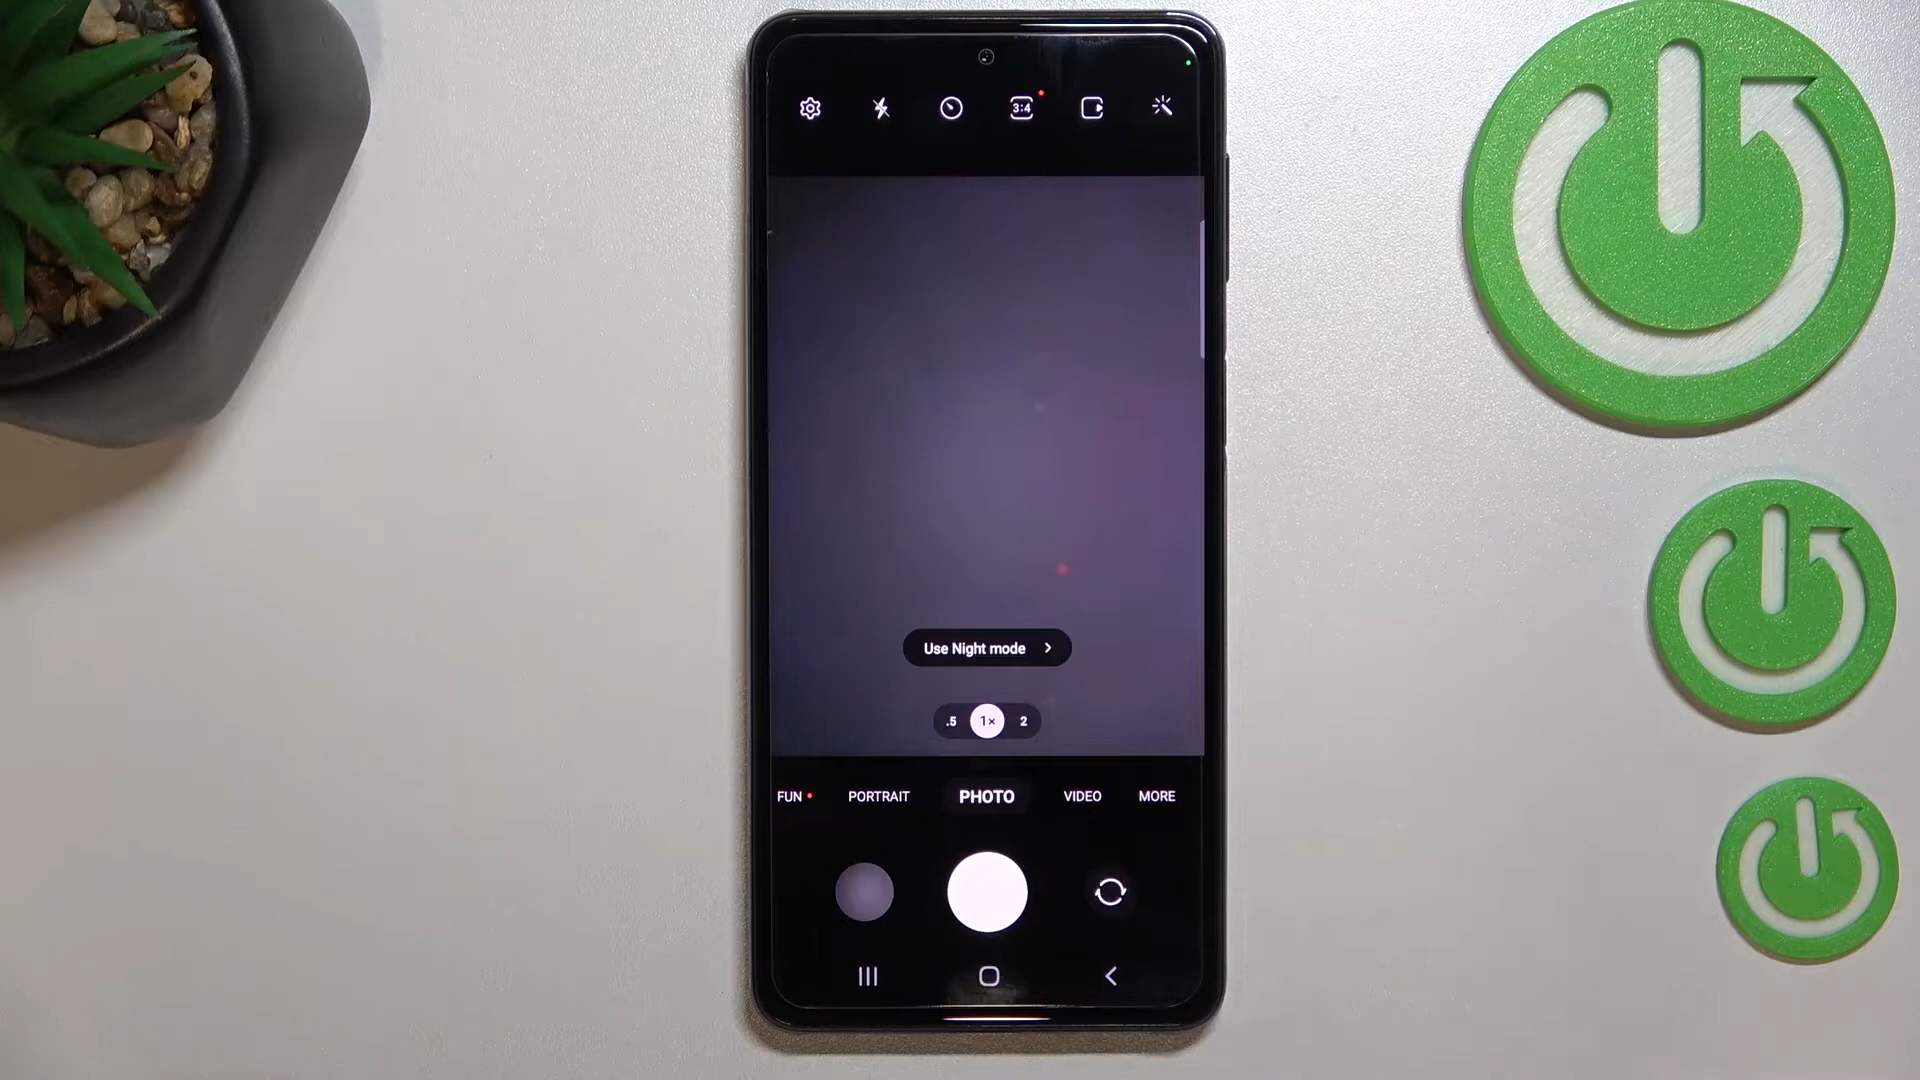 3:4
Use Night mode >
.5 1× 2
FUN PORTRAIT PHOTO VIDEO MORE